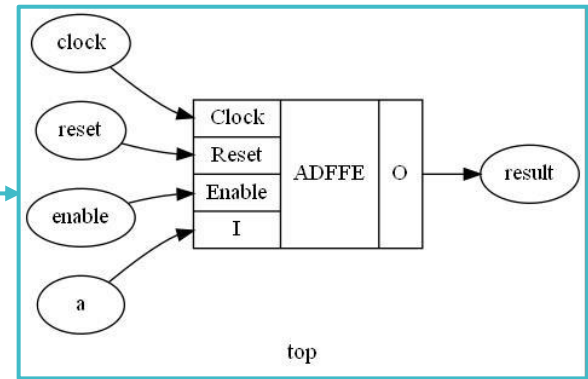 clock
reset
enable
a
Clock
Reset
Enable
I
ADFFE
O
result
top